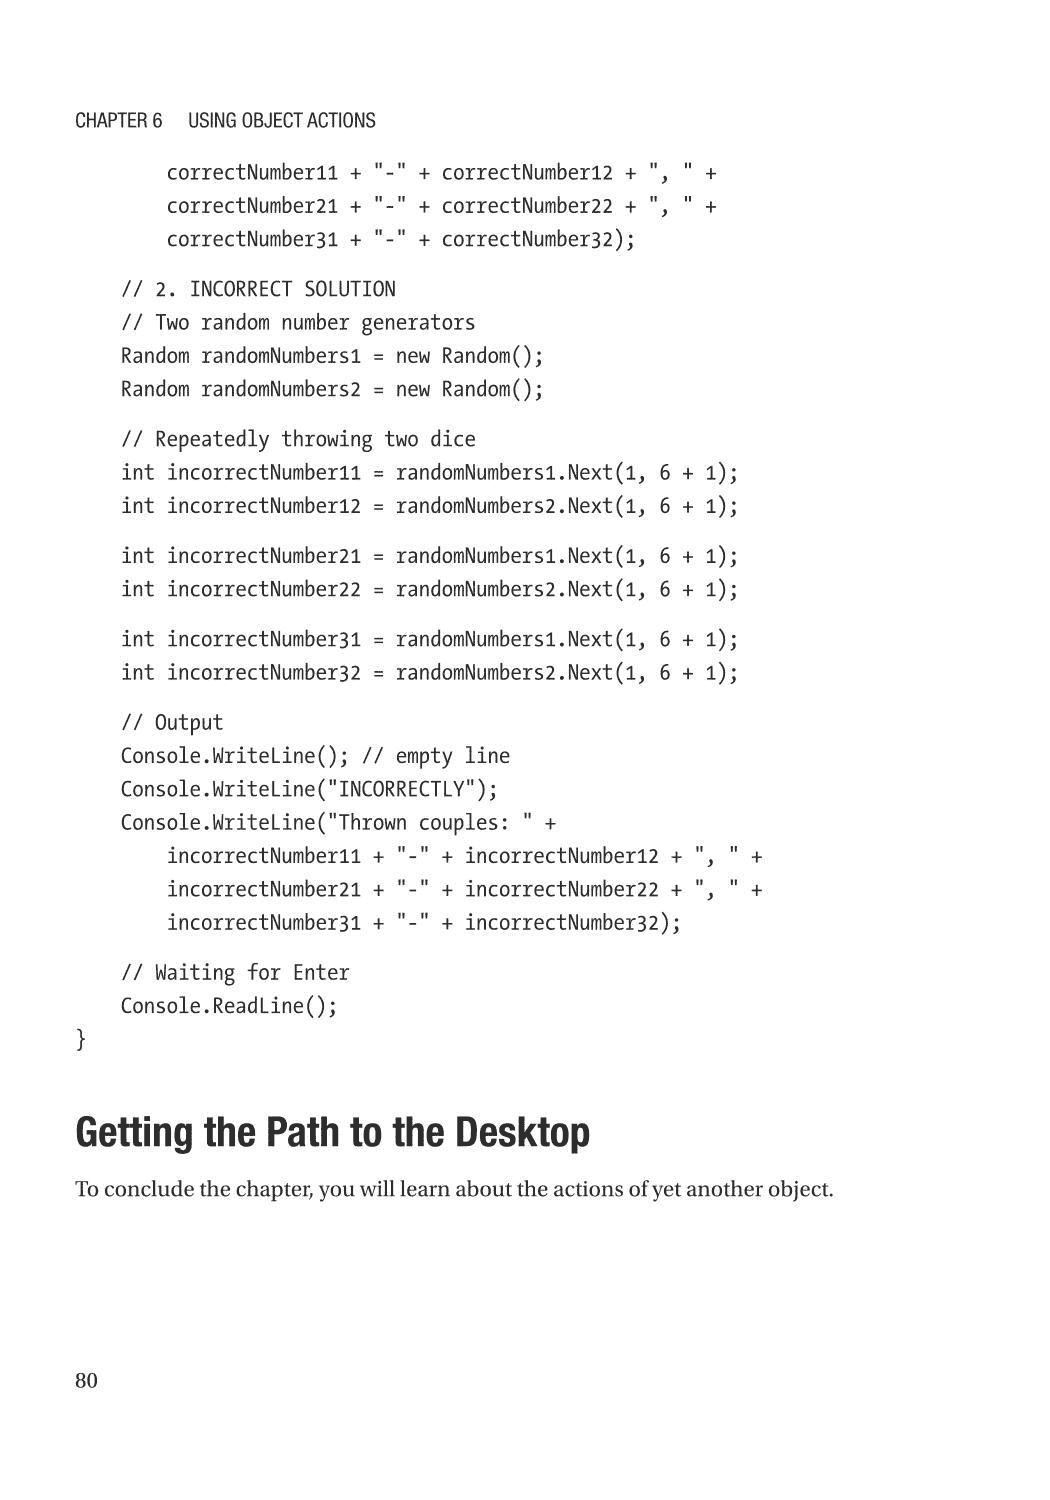 CHAPTER 6 USING OBJECT ACTIONS
correctNumber11 + "-" + correctNumber12 + ", " +
correctNumber21 + "-" + correctNumber22 + ", " +
correctNumber31 + "-" + correctNumber32);
// 2. INCORRECT SOLUTION
// Two random number generators
Random randomNumbers1 = new Random();
Random randomNumbers2 = new Random();
// Repeatedly throwing two dice
int incorrectNumber11 = randomNumbers1.Next(1, 6 + 1);
int incorrectNumber12 = randomNumbers2.Next(1, 6 + 1);
int incorrectNumber21 = randomNumbers1.Next(1, 6 + 1);
int incorrectNumber22 = randomNumbers2.Next(1, 6 + 1);
int incorrectNumber31 = randomNumbers1.Next(1, 6 + 1);
int incorrectNumber32 = randomNumbers2.Next(1, 6 + 1);
// Output
Console.WriteLine(); // empty line
Console.WriteLine("INCORRECTLY");
Console.WriteLine("Thrown couples: " +
incorrectNumber11 + "-" + incorrectNumber12 + ", " +
incorrectNumber21 + "-" + incorrectNumber22 + ", " +
incorrectNumber31 + "-" + incorrectNumber32);
// Waiting for Enter
Console.ReadLine();
}
Getting the Path to the Desktop
To conclude the chapter, you will learn about the actions of yet another object.
80